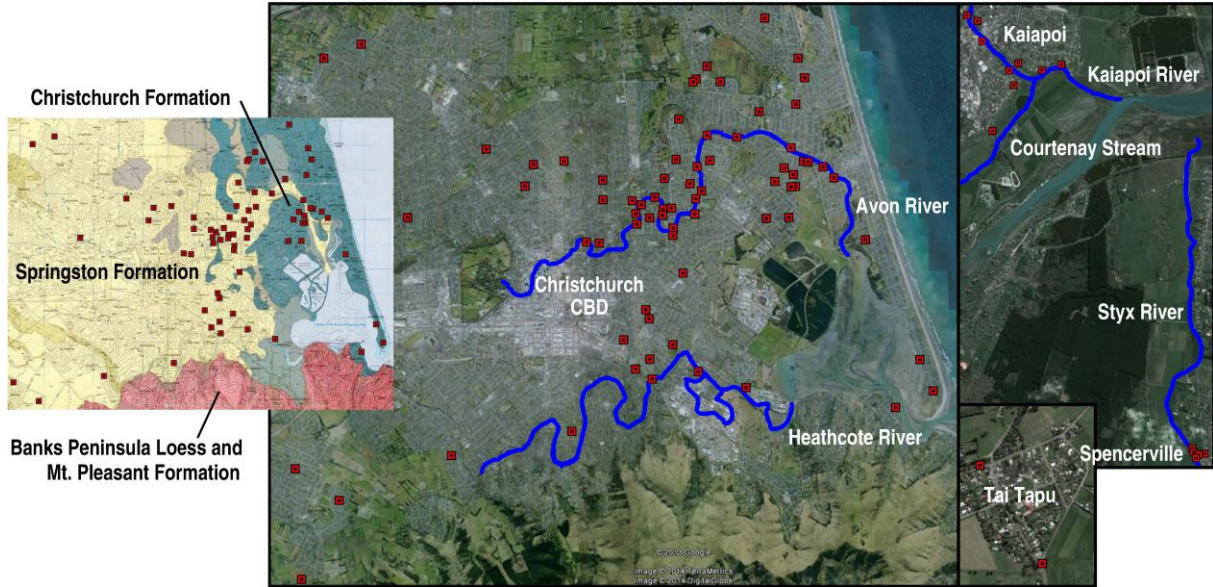 Christchurch Formation
Springston Formation
Banks Peninsula Loess and
Mt. Pleasant Formation
Christchurch
CBD
Avon River
Heathcote River
© 2013 Google
Image © 2014 TerraMetrics
Image © 2014 DigitalGlobe
Kaiapoi
Kaiapoi River
Courtenay Stream
Styx River
Spencerville
Tai Tapu